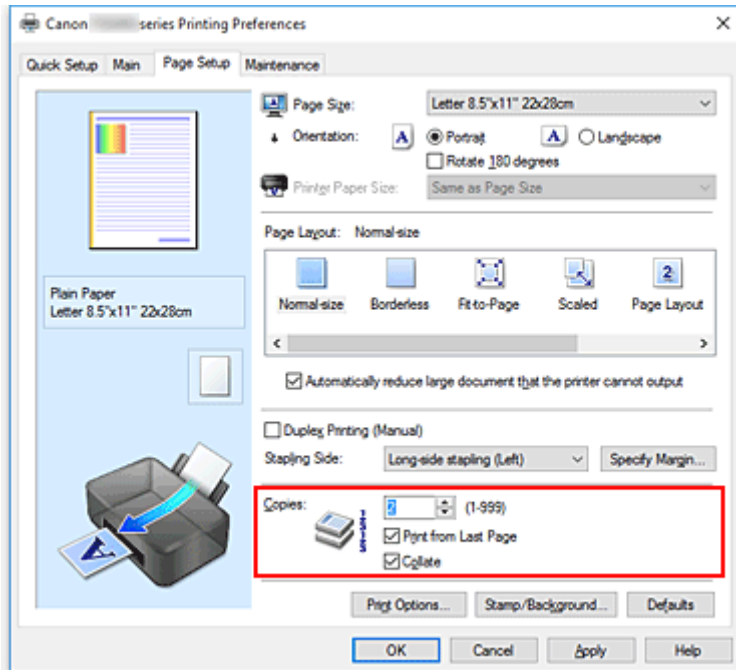 Canon series Printing Preferences
Quick Setup Main Page Setup Maintenance
Page Size: Letter 8.5"x11" 22x28cm
Orientation: A Portrait A Landscape
Rotate 180 degrees
Printer Paper Size: Same as Page Size
Page Layout: Normal-size
2
Normal-size Borderless Fit-to-Page Scaled Page Layout
Plain Paper
Letter 8.5"x11" 22x28cm
Automatically reduce large document that the printer cannot output
Duplex Printing (Manual)
Stapling Side: Long-side stapling (Left) Specify Margin...
Copies: 2 (1-999)
Print from Last Page
Collate
A
Print Options... Stamp/Background... Defaults
OK Cancel Apply Help